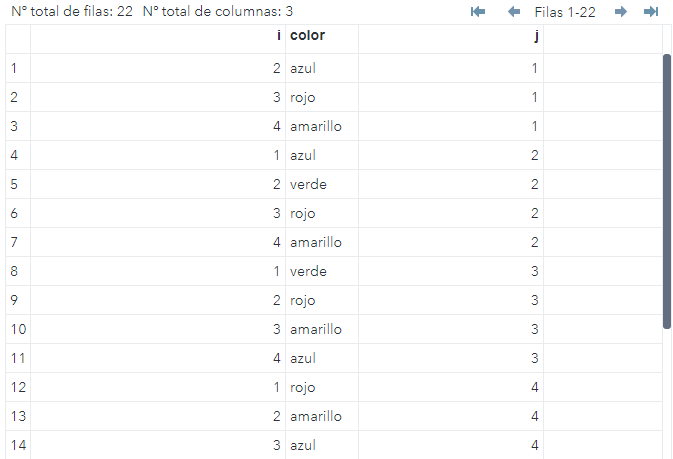 Nº total de filas: 22 Nº total de columnas: 3 Filas 1-22
i color j
1 2 azul 1
2 3 rojo 1
3 4 amarillo 1
4 1 azul 2
5 2 verde 2
6 3 rojo 2
7 4 amarillo 2
8 1 verde 3
9 2 rojo 3
10 3 amarillo 3
11 4 azul 3
12 1 rojo 4
13 2 amarillo 4
14 3 azul 4